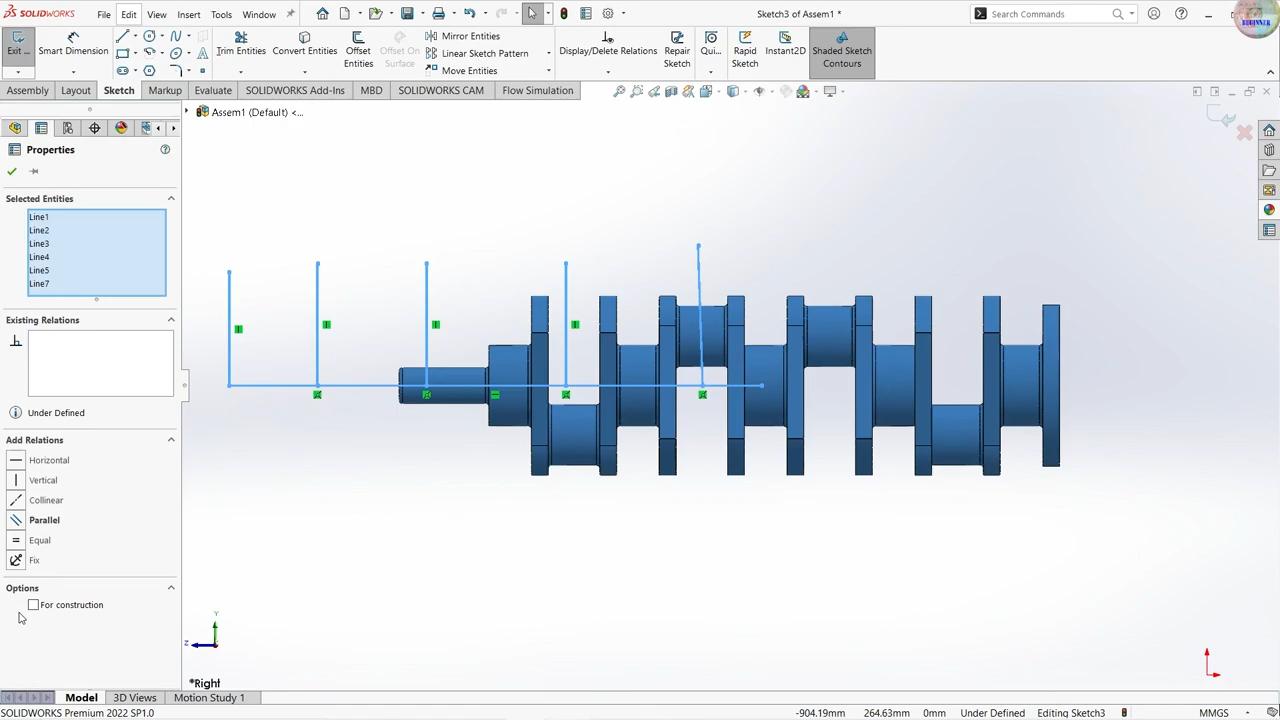 SOLIDWORKS File Edit View Insert Tools Window Sketch3 of Assem1 * Search Commands
BEGINNER
Exit ... Smart Dimension Trim Entities Convert Entities Offset Entities Offset On Surface Mirror Entities Linear Sketch Pattern Move Entities Display/Delete Relations Repair Sketch Qui... Rapid Sketch Instant2D Shaded Sketch Contours
Assembly Layout Sketch Markup Evaluate SOLIDWORKS Add-Ins MBD SOLIDWORKS CAM Flow Simulation
Assem1 (Default) <...
Properties
Selected Entities
Line1
Line2
Line3
Line4
Line5
Line7
Existing Relations
Under Defined
Add Relations
Horizontal
Vertical
Collinear
Parallel
Equal
Fix
Options
For construction
Y
Z
*Right
Model 3D Views Motion Study 1
SOLIDWORKS Premium 2022 SP1.0 -904.19mm 264.63mm 0mm Under Defined Editing Sketch3 MMGS